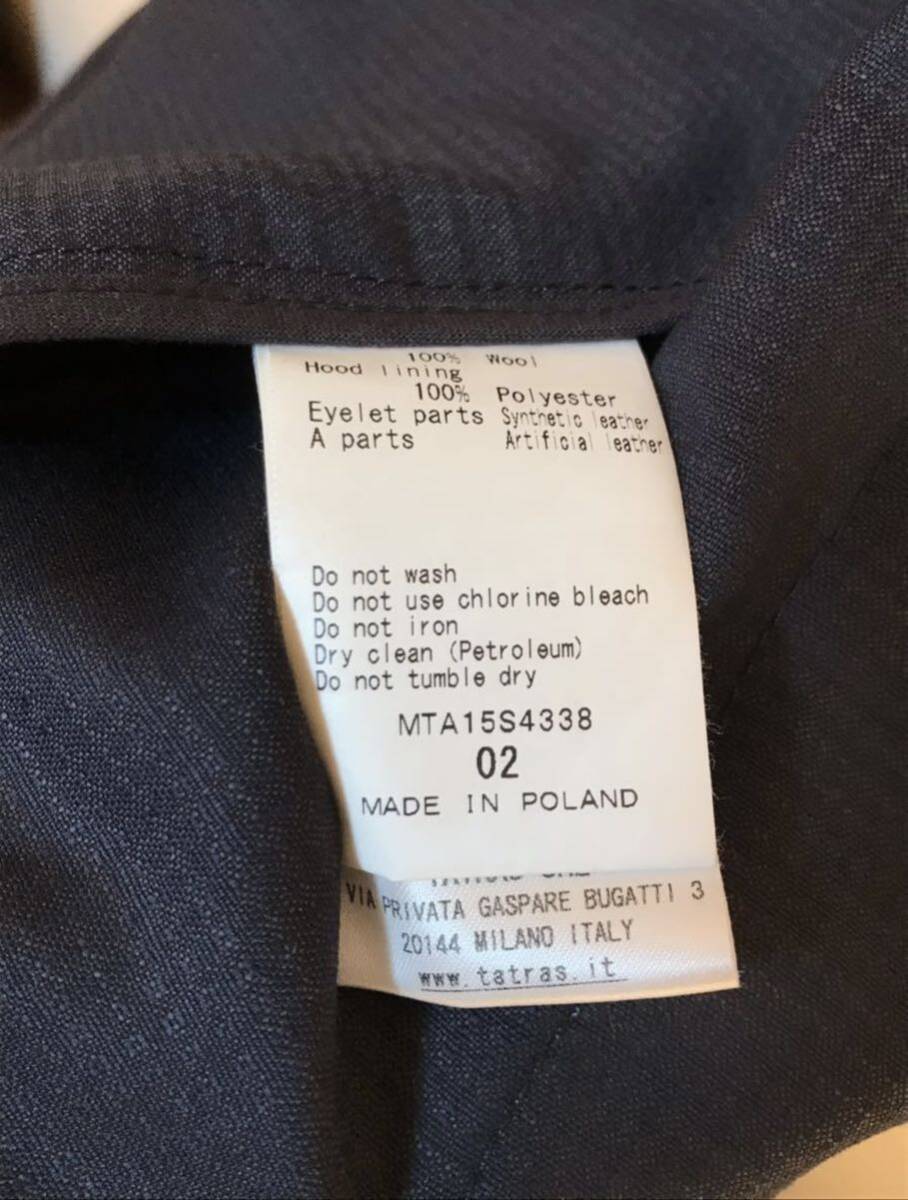 100% Wool
Hood lining
100% Polyester
Eyelet parts Synthetic leather
A parts Artificial leather
Do not wash
Do not use chlorine bleach
Do not iron
Dry clean (Petroleum)
Do not tumble dry
MTA15S4338
02
MADE IN POLAND
VIA PRIVATA GASPARE BUGATTI 3
20144 MILANO ITALY
www.tatras.it